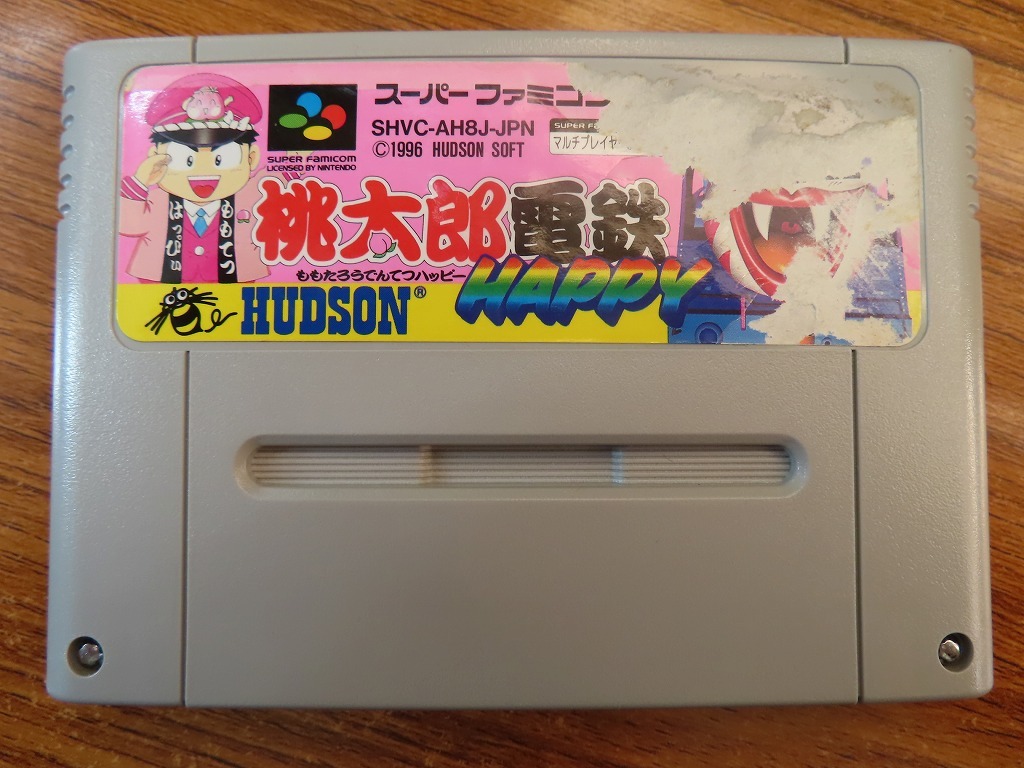 スーパーファミコン
SUPER FAMICOM
LICENSED BY NINTENDO
SHVC-AH8J-JPN
SUPER
マルチプレイヤ
©1996 HUDSON SOFT
ももてつ
はっぴい
桃太郎電鉄
ももたろうでんてつハッピー
HAPPY
HUDSON®